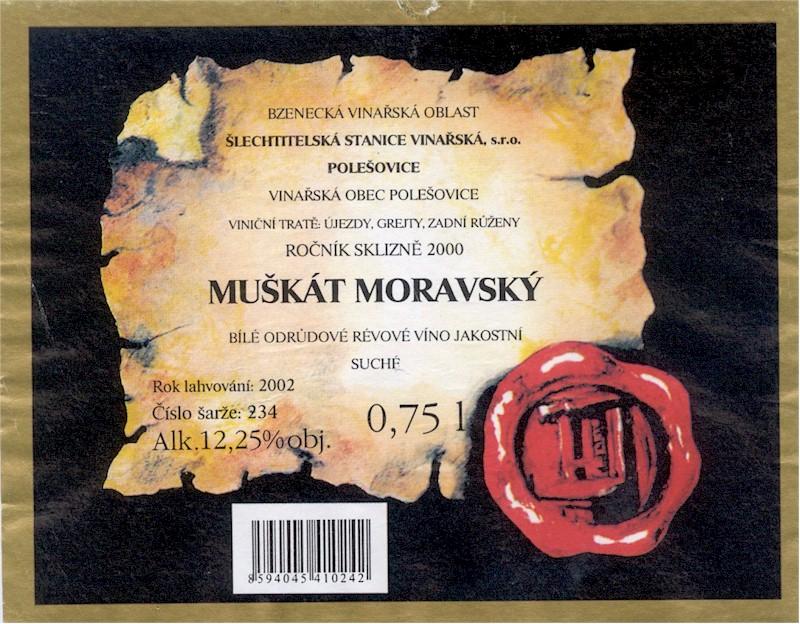 BZENECKÁ VINAŘSKÁ OBLAST
ŠLECHTITELSKÁ STANICE VINAŘSKÁ, s.r.o.
POLEŠOVICE
VINAŘSKÁ OBEC POLEŠOVICE
VINIČNÍ TRATĚ: ÚJEZDY, GREJTY, ZADNÍ RŮŽENY
ROČNÍK SKLIZNĚ 2000
MUŠKÁT MORAVSKÝ
BÍLÉ ODRŮDOVÉ RÉVOVÉ VÍNO JAKOSTNÍ
SUCHÉ
Rok lahvování: 2002
Číslo šarže: 234
0,75 l
Alk.12,25%obj.
8594045 410242